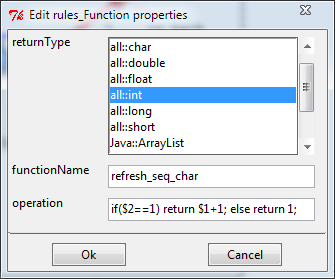 Edit rules_Function properties
returnType
all::char
all::double
all::float
all::int
all::long
all::short
Java::ArrayList
functionName
refresh_seq_char
operation
if($2==1) return $1+1; else return 1;
Ok
Cancel